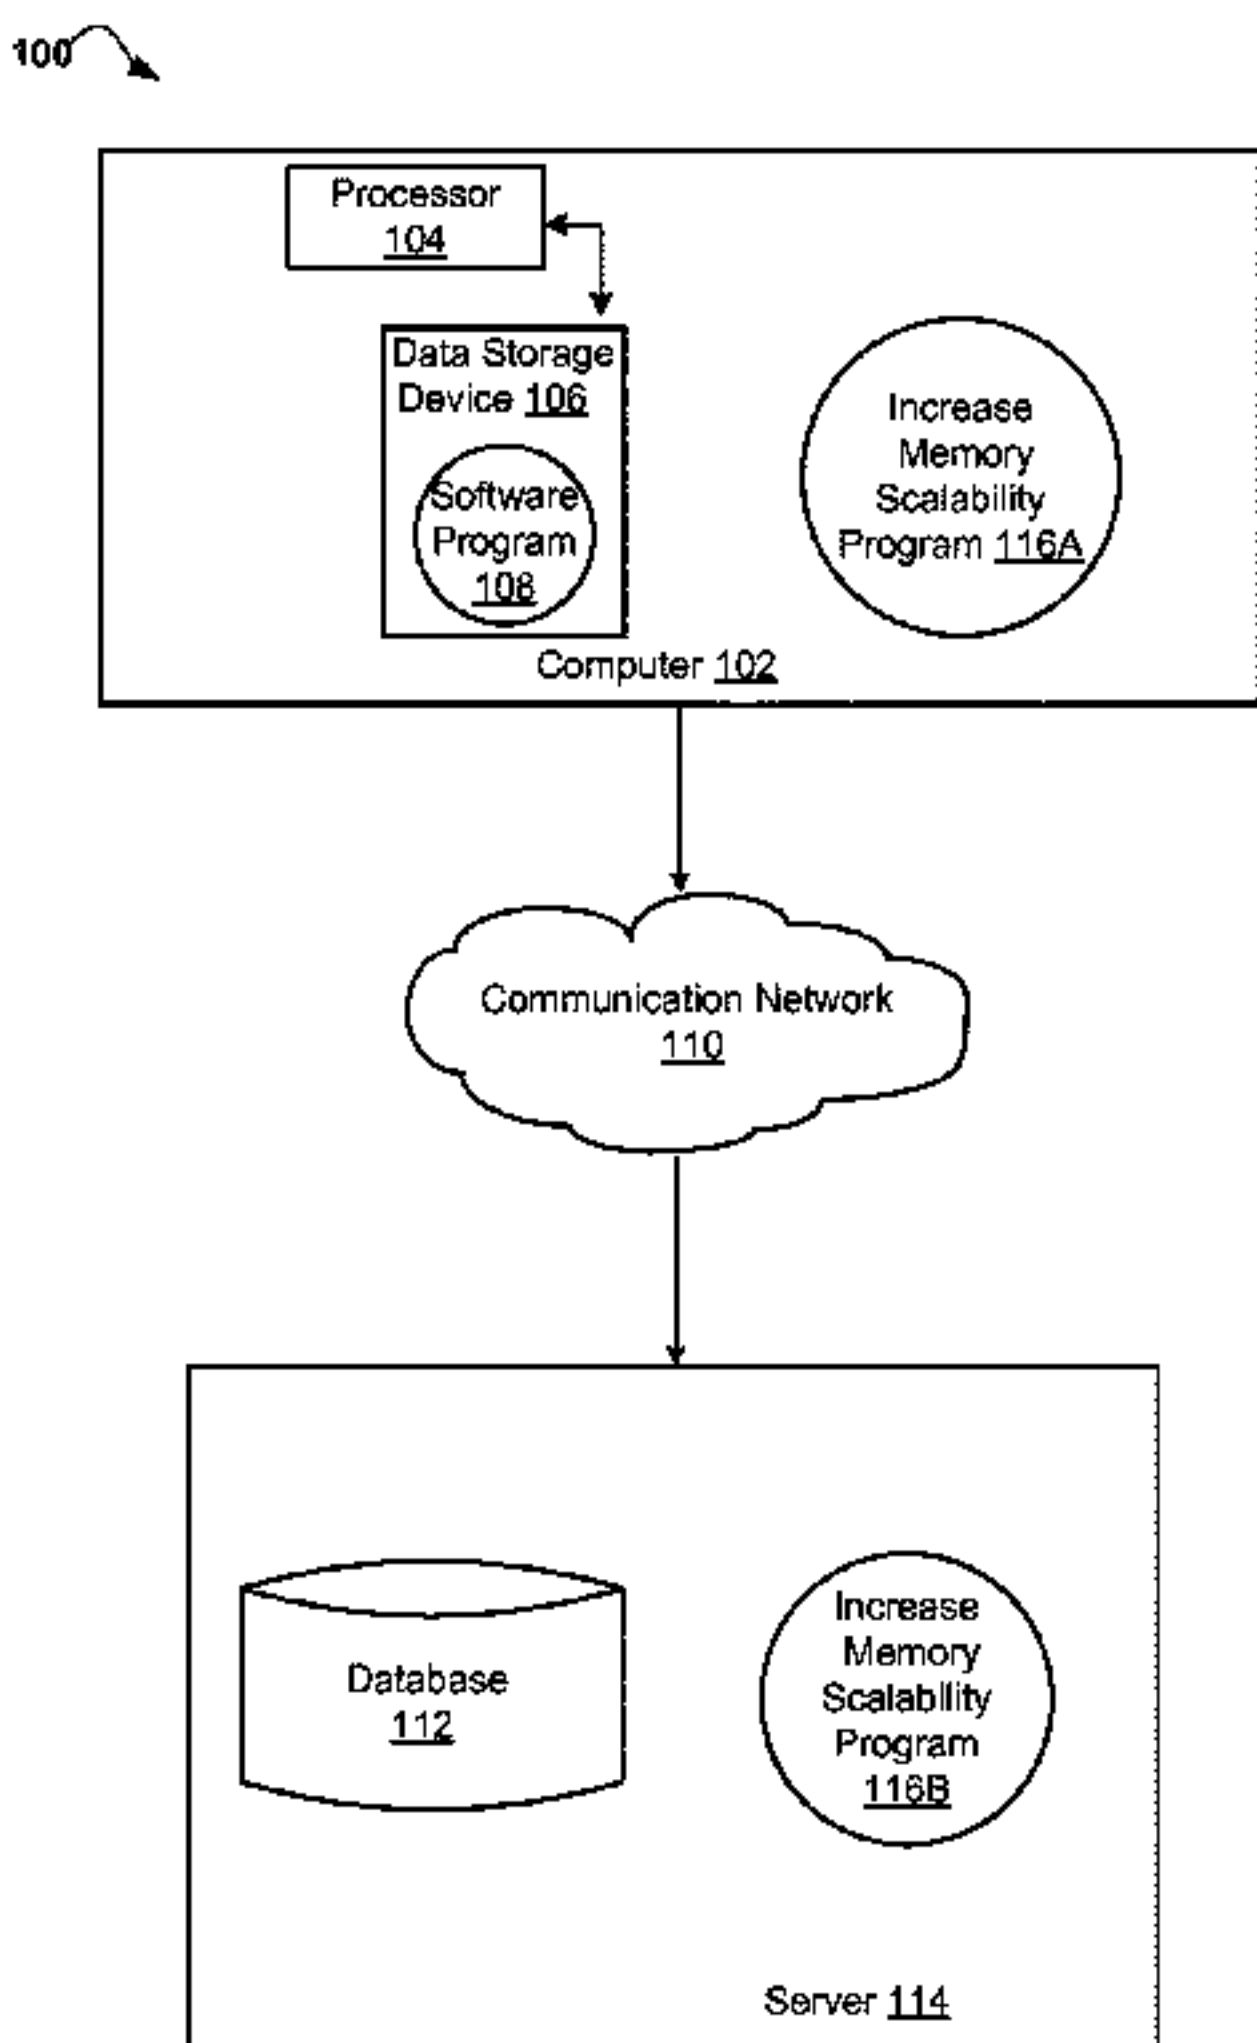 100
Processor
104
Data Storage
Device 106
Software
Program
108
Increase
Memory
Scalability
Program 116A
Computer 102
Communication Network
110
Database
112
Increase
Memory
Scalability
Program
116B
Server 114